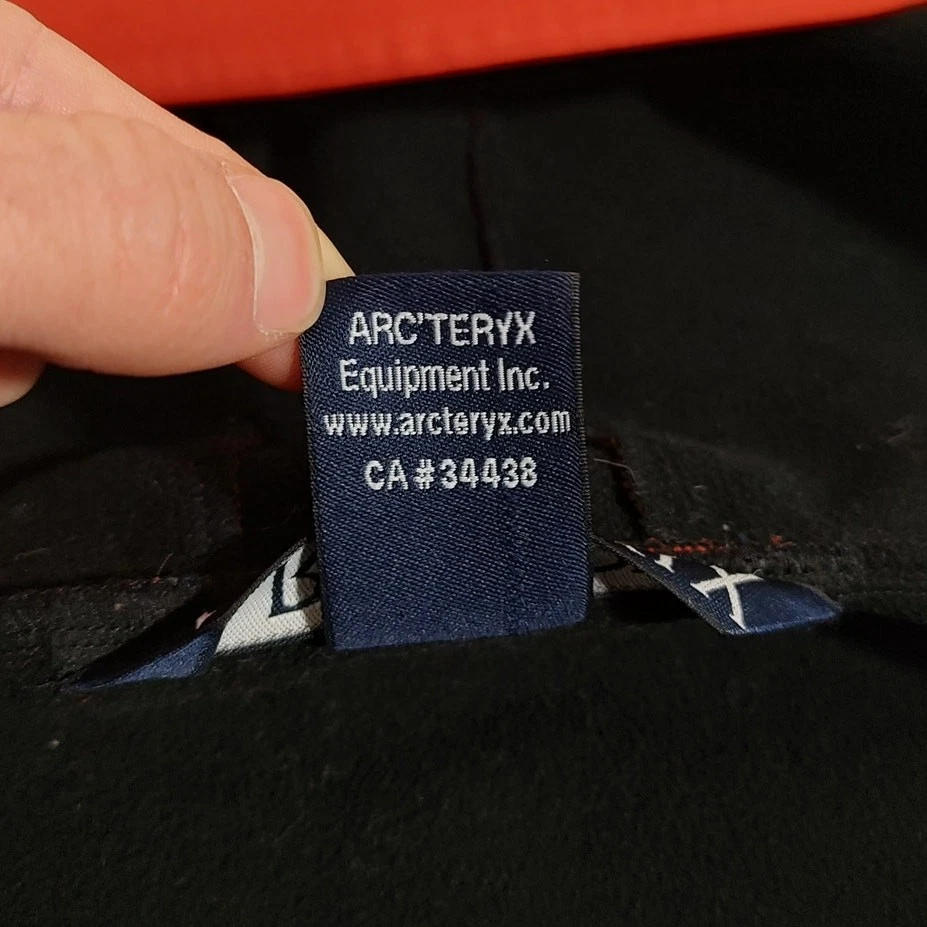 ARC'TERYX
Equipment Inc.
www.arcteryx.com
CA#34438
X